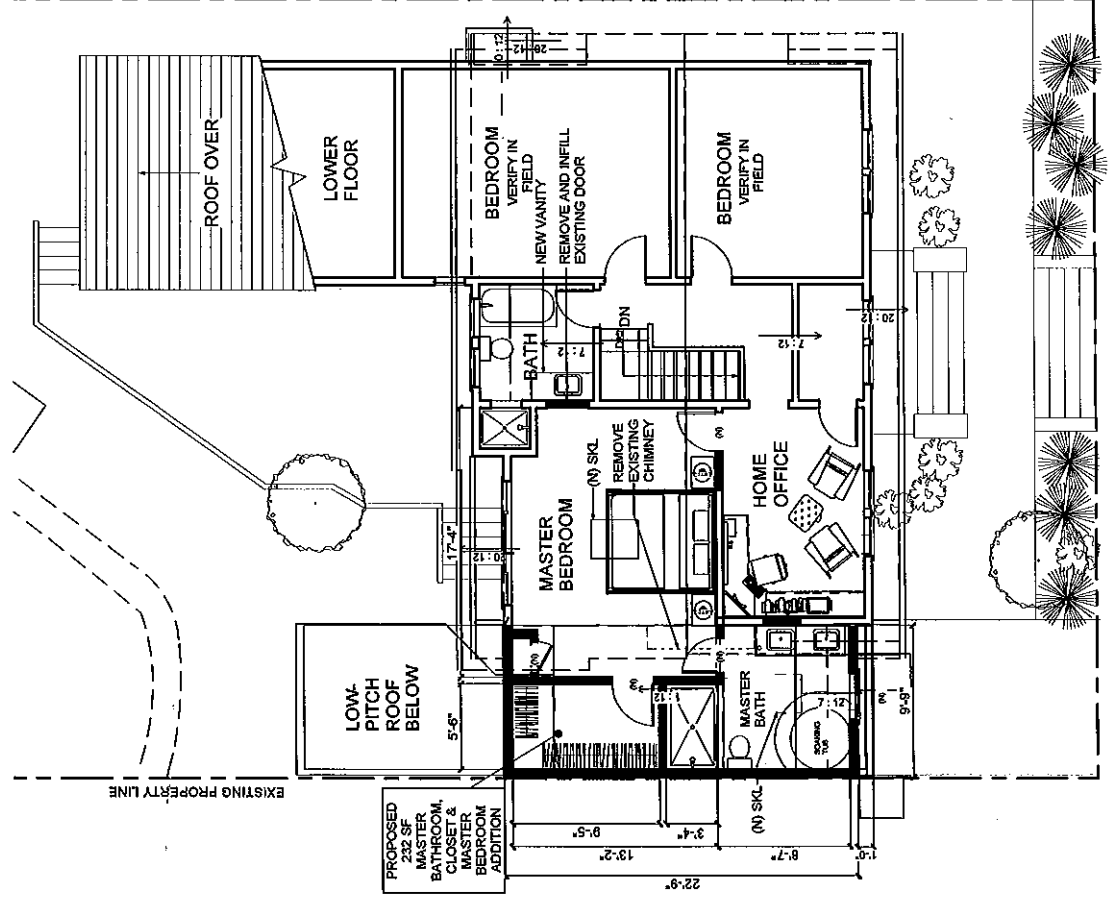 ROOF OVER
LOWER
FLOOR
BEDROOM
VERIFY IN
FIELD
NEW VANITY
REMOVE AND INFILL
EXISTING DOOR
BEDROOM
VERIFY IN
FIELD
20:12
BATH
7:12
DN
7:12
20:12
(N) SKL
REMOVE
EXISTING
CHIMNEY
(N)
MASTER
BEDROOM
HOME
OFFICE
17'-4"
20:12
LOW-
PITCH
ROOF
BELOW
5'-6"
(N)
(N)
1:12
MASTER
BATH
7:12
SOAKING
TUB
(N)
9'-9"
EXISTING PROPERTY LINE
PROPOSED
232 SF
MASTER
BATHROOM,
CLOSET &
MASTER
BEDROOM
ADDITION
(N) SKL
9'-5"
3'-4"
13'-2"
8'-7"
1'-0"
22'-9"